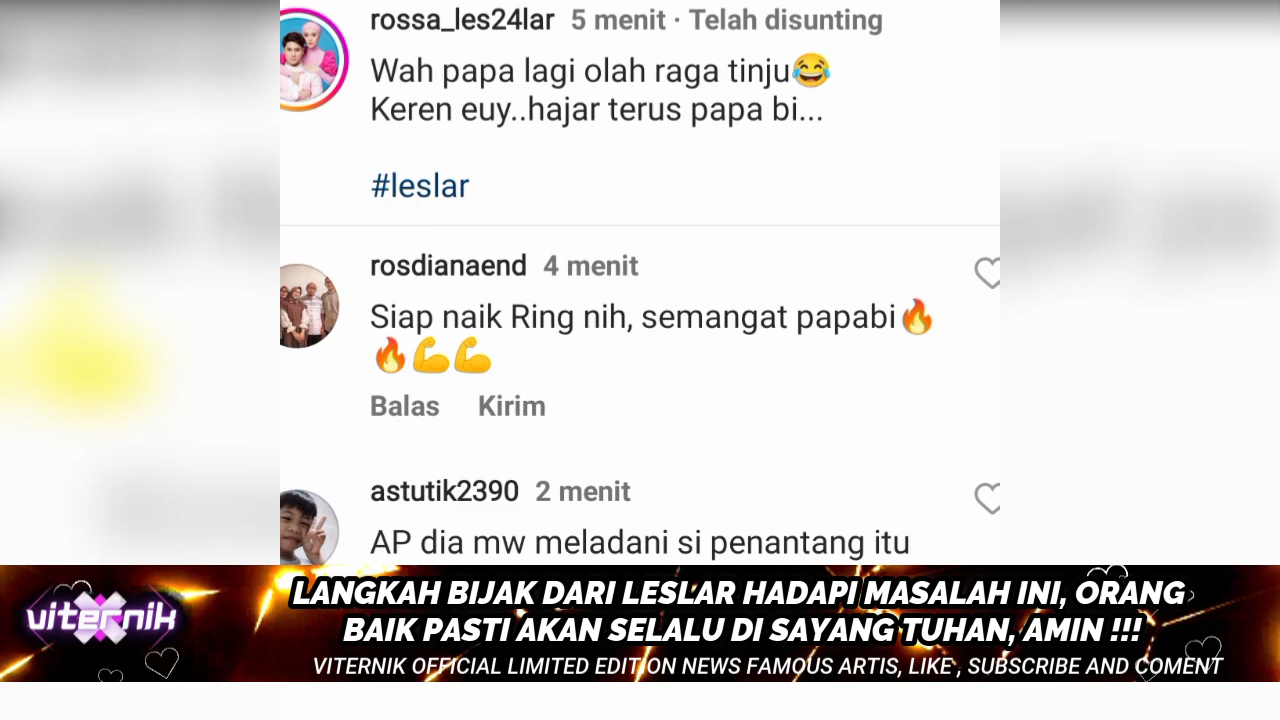 rossa_les24lar 5 menit · Telah disunting
Wah papa lagi olah raga tinju😂
Keren euy..hajar terus papa bi...
#leslar
rosdianaend 4 menit
Siap naik Ring nih, semangat papabi🔥
🔥💪💪
Balas Kirim
astutik2390 2 menit
AP dia mw meladani si penantang itu
viternik
LANGKAH BIJAK DARI LESLAR HADAPI MASALAH INI, ORANG
BAIK PASTI AKAN SELALU DI SAYANG TUHAN, AMIN !!!
VITERNIK OFFICIAL LIMITED EDITION NEWS FAMOUS ARTIS, LIKE , SUBSCRIBE AND COMENT